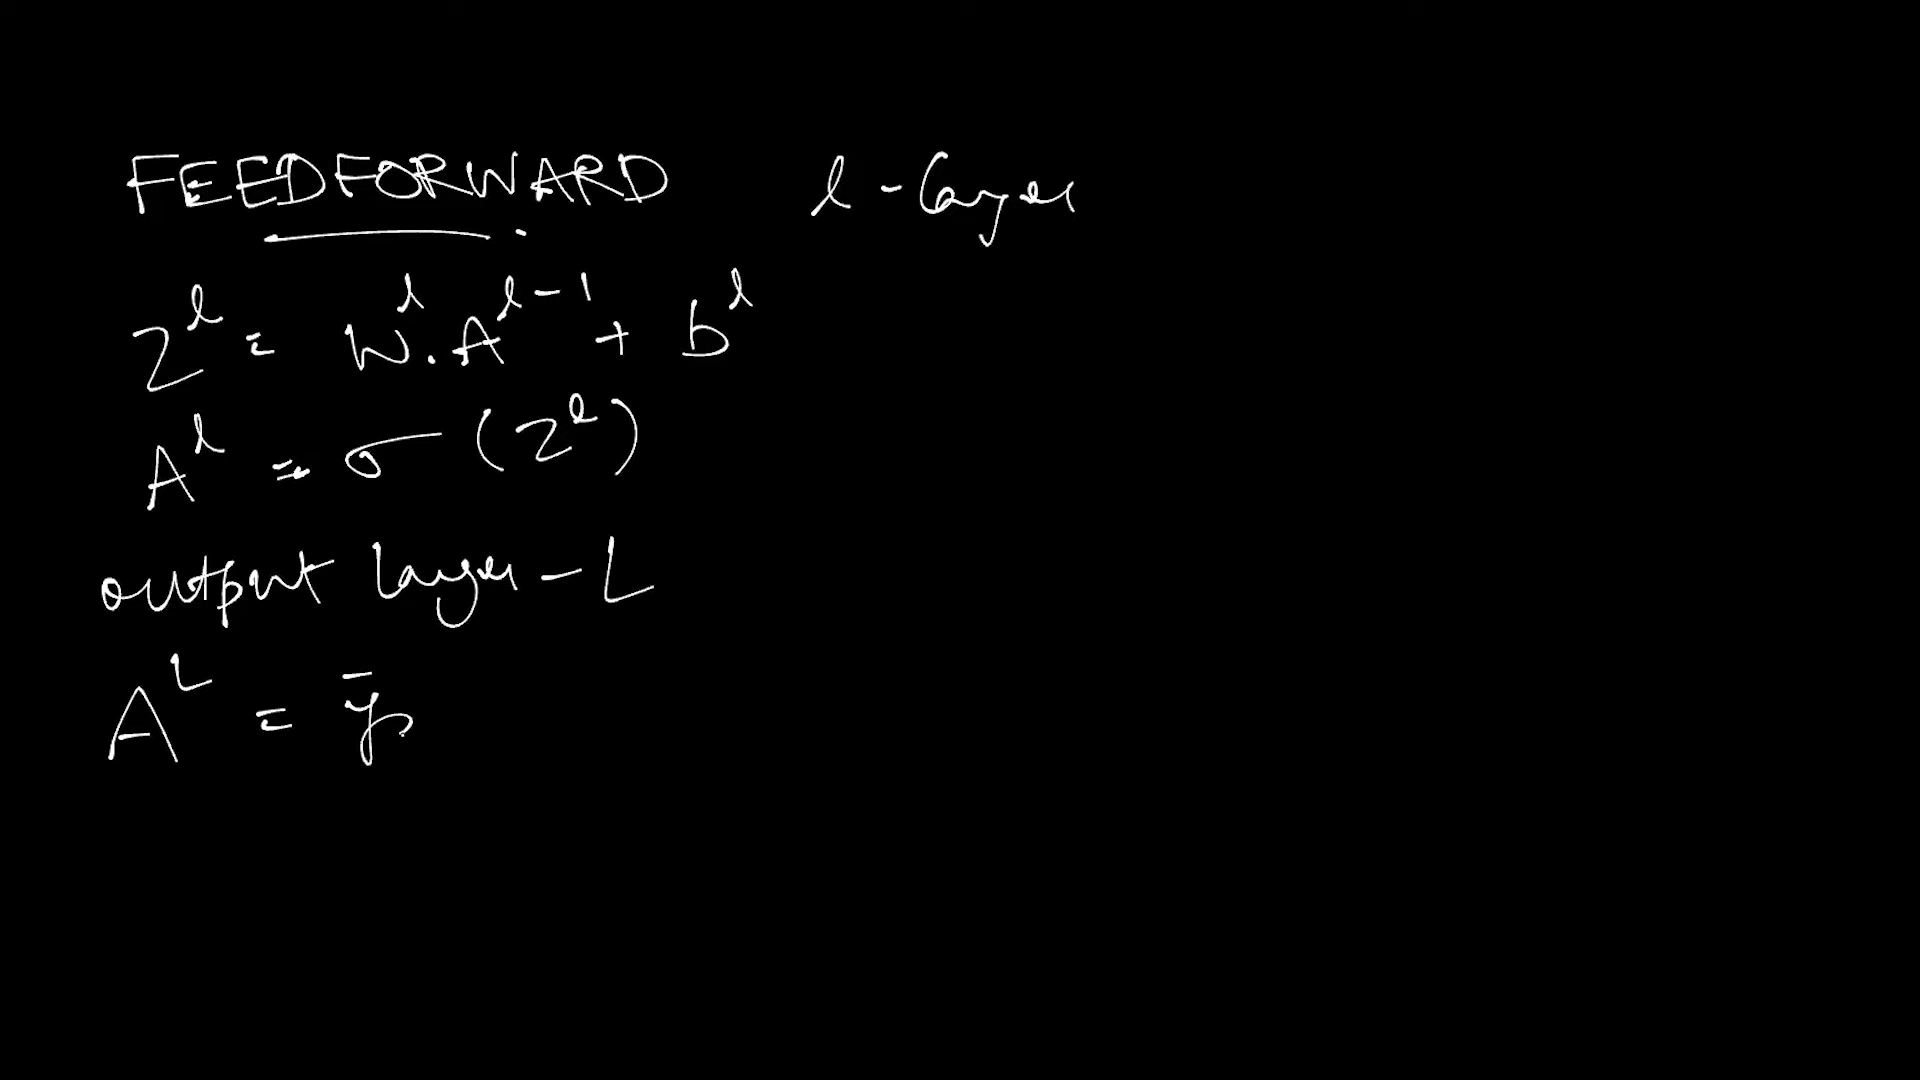 FEEDFORWARD l - layer
Z^l = W^l . A^{l-1} + b^l
A^l = σ (Z^l)
output layer - L
A^L = ȳ